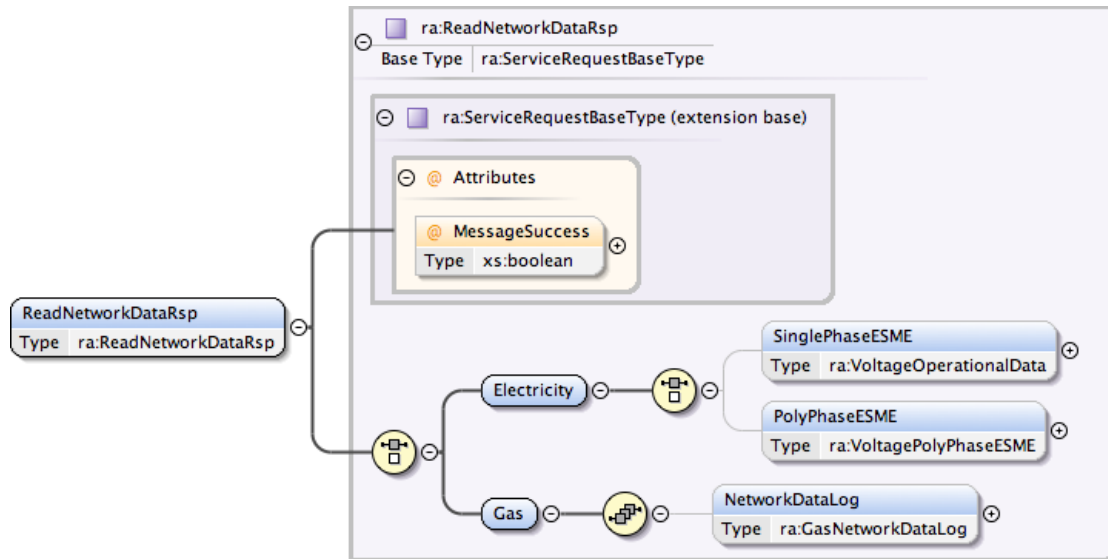 ra:ReadNetworkDataRsp
Base Type ra:ServiceRequestBaseType
ra:ServiceRequestBaseType (extension base)
@ Attributes
@ MessageSuccess
Type xs:boolean
ReadNetworkDataRsp
Type ra:ReadNetworkDataRsp
SinglePhaseESME
Type ra:VoltageOperationalData
Electricity
PolyPhaseESME
Type ra:VoltagePolyPhaseESME
Gas
NetworkDataLog
Type ra:GasNetworkDataLog